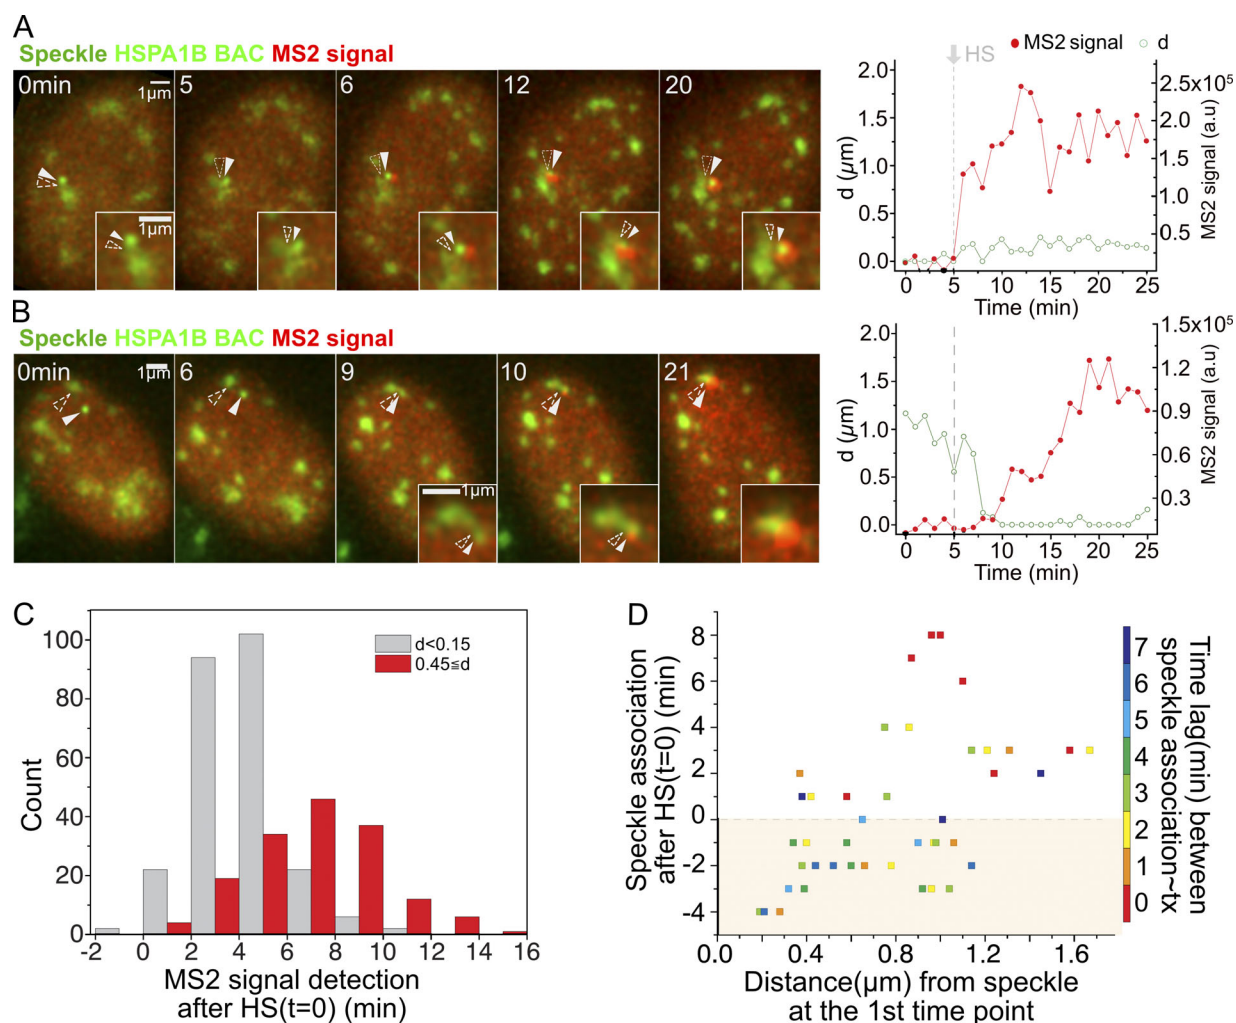 A
Speckle HSPA1B BAC MS2 signal
0min
1µm
5
6
12
20
1µm
HS
MS2 signal
d
2.0
1.5
1.0
0.5
0.0
d (µm)
2.5x10⁵
2.0
1.5
1.0
0.5
MS2 signal (a.u)
0 5 10 15 20 25
Time (min)
B
Speckle HSPA1B BAC MS2 signal
0min
1µm
6
9
10
21
1µm
2.0
1.5
1.0
0.5
0.0
d (µm)
1.5x10⁵
1.2
0.9
0.6
0.3
MS2 signal (a.u)
0 5 10 15 20 25
Time (min)
C
100
80
60
40
20
0
Count
d<0.15
0.45≦d
-2 0 2 4 6 8 10 12 14 16
MS2 signal detection
after HS(t=0) (min)
D
8
6
4
2
0
-2
-4
Speckle association
after HS(t=0) (min)
0.0 0.4 0.8 1.2 1.6
Distance(µm) from speckle
at the 1st time point
7
6
5
4
3
2
1
0
Time lag(min) between
speckle association~tx